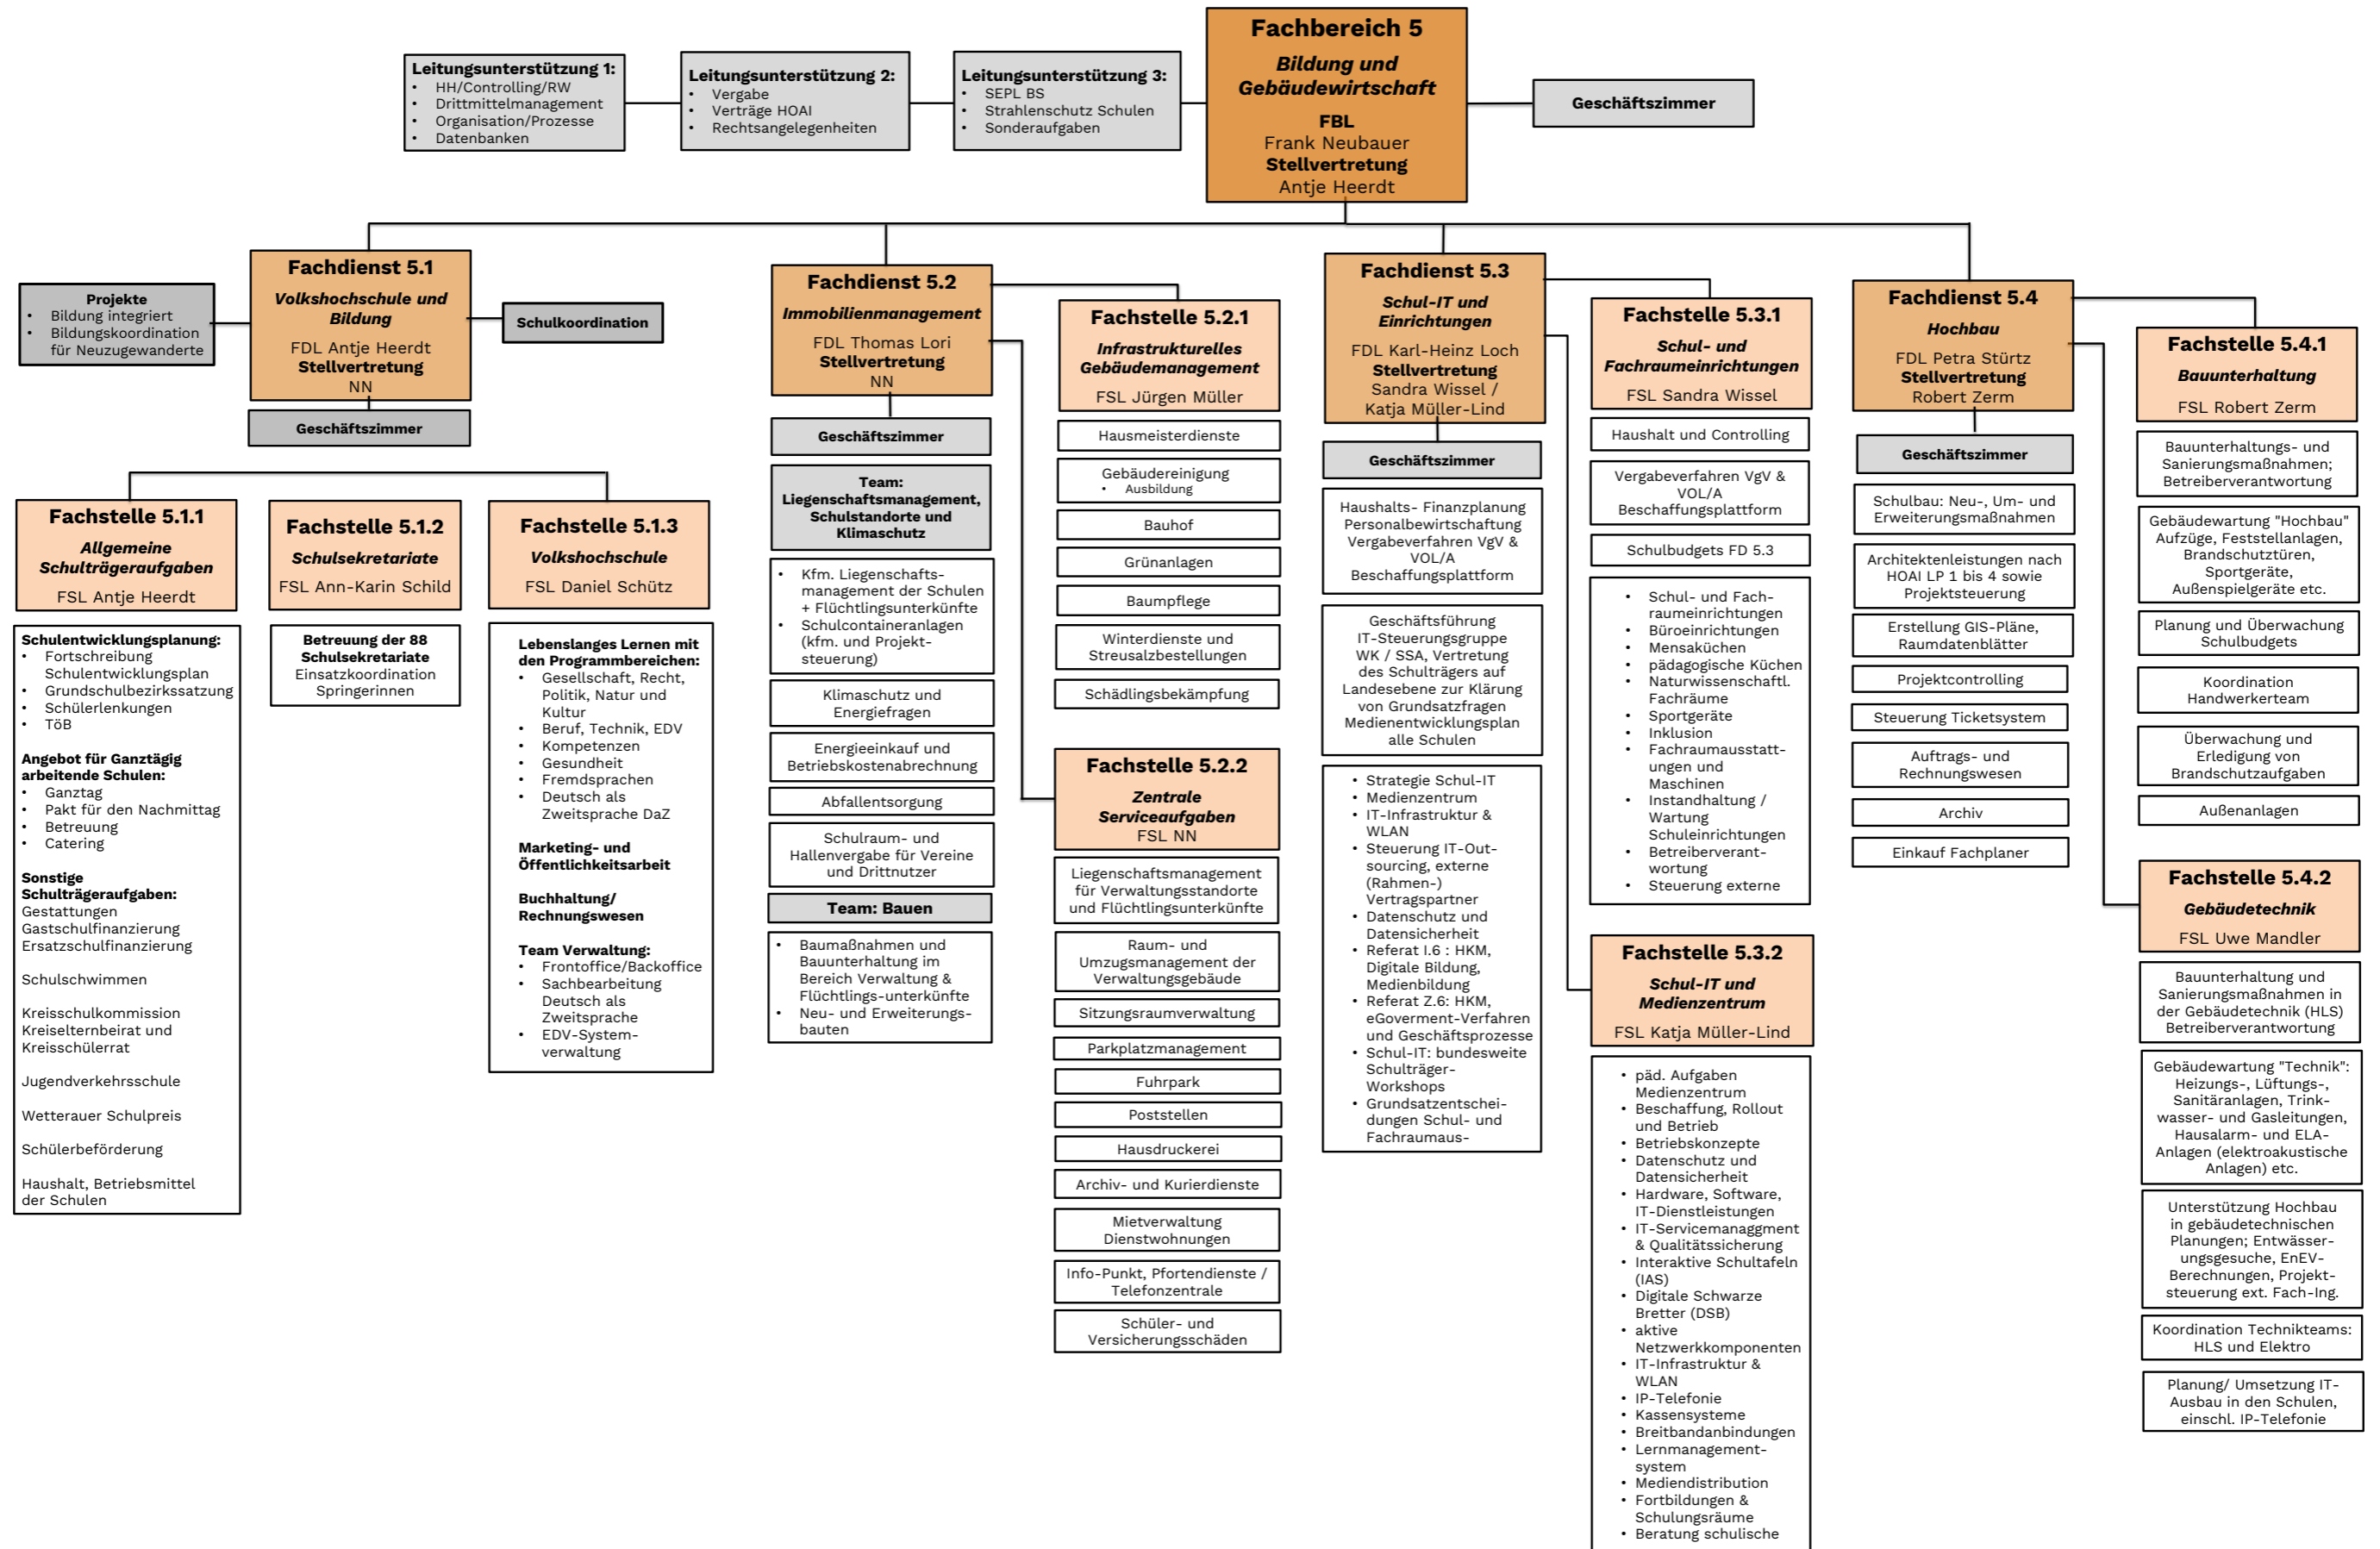 Fachbereich 5
Bildung und
Gebäudewirtschaft
FBL
Frank Neubauer
Stellvertretung
Antje Heerdt
Leitungsunterstützung 1:
• HH/Controlling/RW
• Drittmittelmanagement
• Organisation/Prozesse
• Datenbanken
Leitungsunterstützung 2:
• Vergabe
• Verträge HOAI
• Rechtsangelegenheiten
Leitungsunterstützung 3:
• SEPL BS
• Strahlenschutz Schulen
• Sonderaufgaben
Geschäftszimmer
Projekte
• Bildung integriert
• Bildungskoordination
für Neuzugewanderte
Fachdienst 5.1
Volkshochschule und
Bildung
FDL Antje Heerdt
Stellvertretung
NN
Schulkoordination
Geschäftszimmer
Fachstelle 5.1.1
Allgemeine
Schulträgeraufgaben
FSL Antje Heerdt
Schulentwicklungsplanung:
• Fortschreibung
Schulentwicklungsplan
• Grundschulbezirkssatzung
• Schülerlenkungen
• TöB
Angebot für Ganztägig
arbeitende Schulen:
• Ganztag
• Pakt für den Nachmittag
• Betreuung
• Catering
Sonstige
Schulträgeraufgaben:
Gestattungen
Gastschulfinanzierung
Ersatzschulfinanzierung
Schulschwimmen
Kreisschulkommission
Kreiselternbeirat und
Kreisschülerrat
Jugendverkehrsschule
Wetterauer Schulpreis
Schülerbeförderung
Haushalt, Betriebsmittel
der Schulen
Fachstelle 5.1.2
Schulsekretariate
FSL Ann-Karin Schild
Betreuung der 88
Schulsekretariate
Einsatzkoordination
Springerinnen
Fachstelle 5.1.3
Volkshochschule
FSL Daniel Schütz
Lebenslanges Lernen mit
den Programmbereichen:
• Gesellschaft, Recht,
Politik, Natur und
Kultur
• Beruf, Technik, EDV
• Kompetenzen
• Gesundheit
• Fremdsprachen
• Deutsch als
Zweitsprache DaZ
Marketing- und
Öffentlichkeitsarbeit
Buchhaltung/
Rechnungswesen
Team Verwaltung:
• Frontoffice/Backoffice
• Sachbearbeitung
Deutsch als
Zweitsprache
• EDV-System-
verwaltung
Fachdienst 5.2
Immobilienmanagement
FDL Thomas Lori
Stellvertretung
NN
Geschäftszimmer
Team:
Liegenschaftsmanagement,
Schulstandorte und
Klimaschutz
• Kfm. Liegenschafts-
management der Schulen
+ Flüchtlingsunterkünfte
• Schulcontaineranlagen
(kfm. und Projekt-
steuerung)
Klimaschutz und
Energiefragen
Energieeinkauf und
Betriebskostenabrechnung
Abfallentsorgung
Schulraum- und
Hallenvergabe für Vereine
und Drittnutzer
Team: Bauen
• Baumaßnahmen und
Bauunterhaltung im
Bereich Verwaltung &
Flüchtlings-unterkünfte
• Neu- und Erweiterungs-
bauten
Fachstelle 5.2.1
Infrastrukturelles
Gebäudemanagement
FSL Jürgen Müller
Hausmeisterdienste
Gebäudereinigung
• Ausbildung
Bauhof
Grünanlagen
Baumpflege
Winterdienste und
Streusalzbestellungen
Schädlingsbekämpfung
Fachstelle 5.2.2
Zentrale
Serviceaufgaben
FSL NN
Liegenschaftsmanagement
für Verwaltungsstandorte
und Flüchtlingsunterkünfte
Raum- und
Umzugsmanagement der
Verwaltungsgebäude
Sitzungsraumverwaltung
Parkplatzmanagement
Fuhrpark
Poststellen
Hausdruckerei
Archiv- und Kurierdienste
Mietverwaltung
Dienstwohnungen
Info-Punkt, Pfortendienste /
Telefonzentrale
Schüler- und
Versicherungsschäden
Fachdienst 5.3
Schul-IT und
Einrichtungen
FDL Karl-Heinz Loch
Stellvertretung
Sandra Wissel /
Katja Müller-Lind
Geschäftszimmer
Haushalts- Finanzplanung
Personalbewirtschaftung
Vergabeverfahren VgV &
VOL/A
Beschaffungsplattform
Geschäftsführung
IT-Steuerungsgruppe
WK / SSA, Vertretung
des Schulträgers auf
Landesebene zur Klärung
von Grundsatzfragen
Medienentwicklungsplan
alle Schulen
• Strategie Schul-IT
• Medienzentrum
• IT-Infrastruktur &
WLAN
• Steuerung IT-Out-
sourcing, externe
(Rahmen-)
Vertragspartner
• Datenschutz und
Datensicherheit
• Referat I.6 : HKM,
Digitale Bildung,
Medienbildung
• Referat Z.6: HKM,
eGoverment-Verfahren
und Geschäftsprozesse
• Schul-IT: bundesweite
Schulträger-
Workshops
• Grundsatzentschei-
dungen Schul- und
Fachraumaus-
Fachstelle 5.3.1
Schul- und
Fachraumeinrichtungen
FSL Sandra Wissel
Haushalt und Controlling
Vergabeverfahren VgV &
VOL/A
Beschaffungsplattform
Schulbudgets FD 5.3
• Schul- und Fach-
raumeinrichtungen
• Büroeinrichtungen
• Mensaküchen
• pädagogische Küchen
• Naturwissenschaftl.
Fachräume
• Sportgeräte
• Inklusion
• Fachraumausstatt-
ungen und
Maschinen
• Instandhaltung /
Wartung
Schuleinrichtungen
• Betreiberverant-
wortung
• Steuerung externe
Fachstelle 5.3.2
Schul-IT und
Medienzentrum
FSL Katja Müller-Lind
• päd. Aufgaben
Medienzentrum
• Beschaffung, Rollout
und Betrieb
• Betriebskonzepte
• Datenschutz und
Datensicherheit
• Hardware, Software,
IT-Dienstleistungen
• IT-Servicemanaggment
& Qualitätssicherung
• Interaktive Schultafeln
(IAS)
• Digitale Schwarze
Bretter (DSB)
• aktive
Netzwerkkomponenten
• IT-Infrastruktur &
WLAN
• IP-Telefonie
• Kassensysteme
• Breitbandanbindungen
• Lernmanagement-
system
• Mediendistribution
• Fortbildungen &
Schulungsräume
• Beratung schulische
Fachdienst 5.4
Hochbau
FDL Petra Stürtz
Stellvertretung
Robert Zerm
Geschäftszimmer
Schulbau: Neu-, Um- und
Erweiterungsmaßnahmen
Architektenleistungen nach
HOAI LP 1 bis 4 sowie
Projektsteuerung
Erstellung GIS-Pläne,
Raumdatenblätter
Projektcontrolling
Steuerung Ticketsystem
Auftrags- und
Rechnungswesen
Archiv
Einkauf Fachplaner
Fachstelle 5.4.1
Bauunterhaltung
FSL Robert Zerm
Bauunterhaltungs- und
Sanierungsmaßnahmen;
Betreiberverantwortung
Gebäudewartung "Hochbau"
Aufzüge, Feststellanlagen,
Brandschutztüren,
Sportgeräte,
Außenspielgeräte etc.
Planung und Überwachung
Schulbudgets
Koordination
Handwerkerteam
Überwachung und
Erledigung von
Brandschutzaufgaben
Außenanlagen
Fachstelle 5.4.2
Gebäudetechnik
FSL Uwe Mandler
Bauunterhaltung und
Sanierungsmaßnahmen in
der Gebäudetechnik (HLS)
Betreiberverantwortung
Gebäudewartung "Technik":
Heizungs-, Lüftungs-,
Sanitäranlagen, Trink-
wasser- und Gasleitungen,
Hausalarm- und ELA-
Anlagen (elektroakustische
Anlagen) etc.
Unterstützung Hochbau
in gebäudetechnischen
Planungen; Entwässer-
ungsgesuche, EnEV-
Berechnungen, Projekt-
steuerung ext. Fach-Ing.
Koordination Technikteams:
HLS und Elektro
Planung/ Umsetzung IT-
Ausbau in den Schulen,
einschl. IP-Telefonie